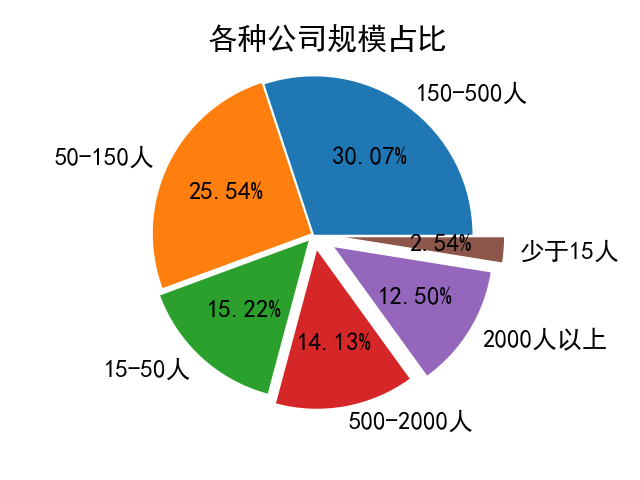 各种公司规模占比
150-500人
30.07%
50-150人
25.54%
15.22%
15-50人
14.13%
500-2000人
12.50%
2000人以上
2.54%
少于15人